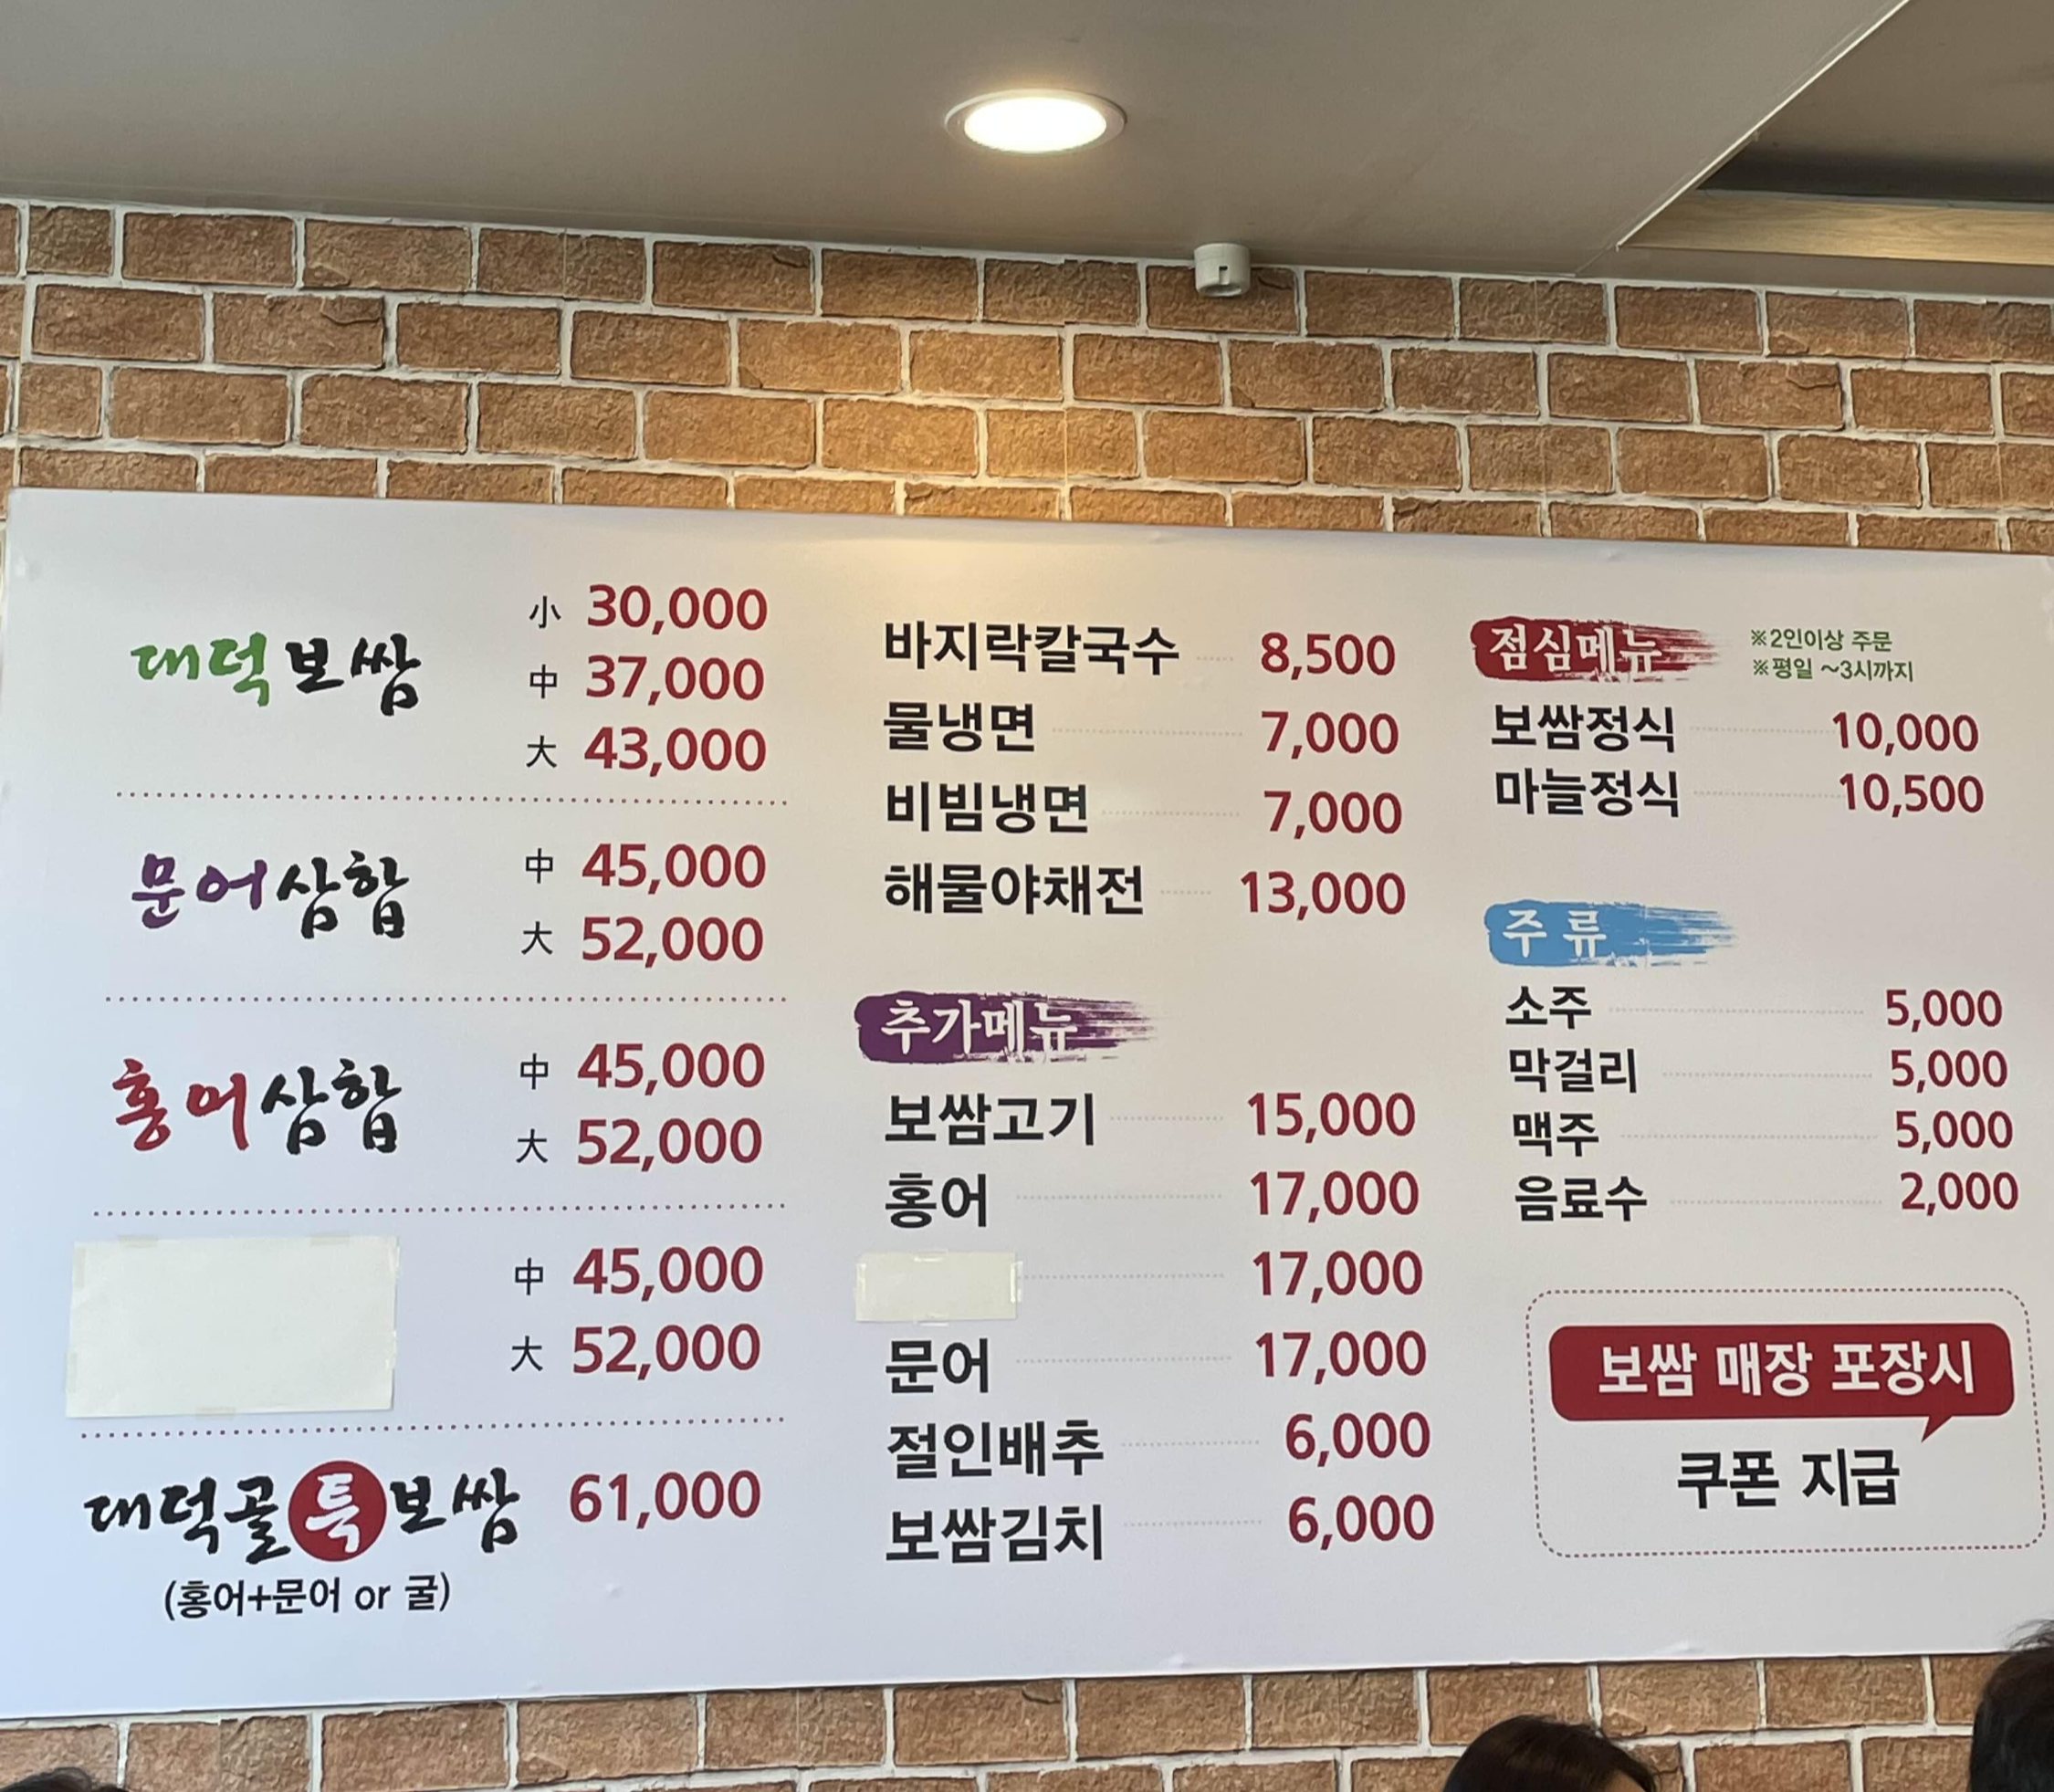 대덕보쌈
小 30,000
中 37,000
大 43,000
문어삼합
中 45,000
大 52,000
홍어삼합
中 45,000
大 52,000
中 45,000
大 52,000
대덕골특보쌈 61,000
(홍어+문어 or 굴)
바지락칼국수 8,500
물냉면 7,000
비빔냉면 7,000
해물야채전 13,000
추가메뉴
보쌈고기 15,000
홍어 17,000
17,000
문어 17,000
절인배추 6,000
보쌈김치 6,000
점심메뉴
※2인이상 주문
※평일 ~3시까지
보쌈정식 10,000
마늘정식 10,500
주류
소주 5,000
막걸리 5,000
맥주 5,000
음료수 2,000
보쌈 매장 포장시
쿠폰 지급